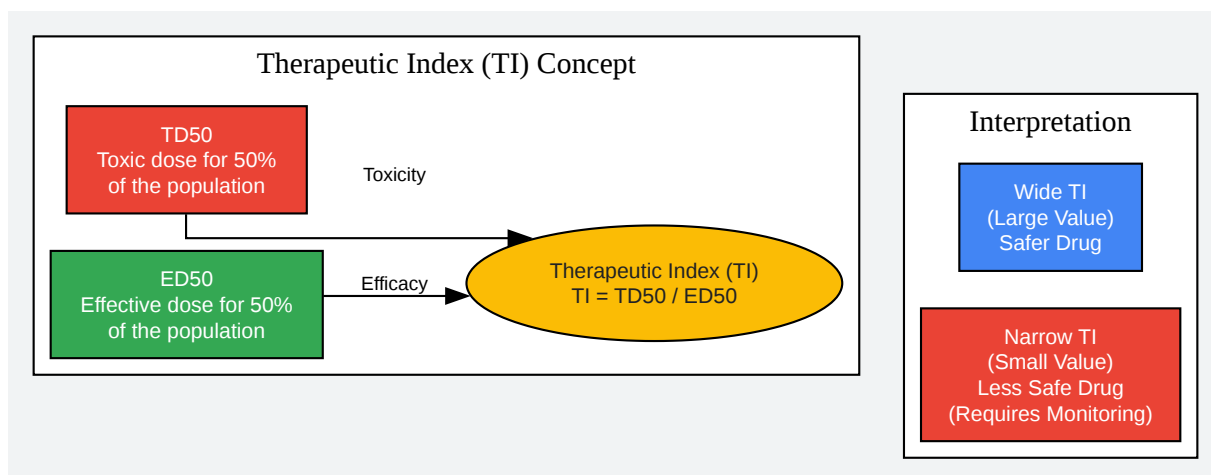 Therapeutic Index (TI) Concept
TD50
Toxic dose for 50%
of the population
Toxicity
ED50
Effective dose for 50%
of the population
Efficacy
Therapeutic Index (TI)
TI = TD50 / ED50
Interpretation
Wide TI
(Large Value)
Safer Drug
Narrow TI
(Small Value)
Less Safe Drug
(Requires Monitoring)